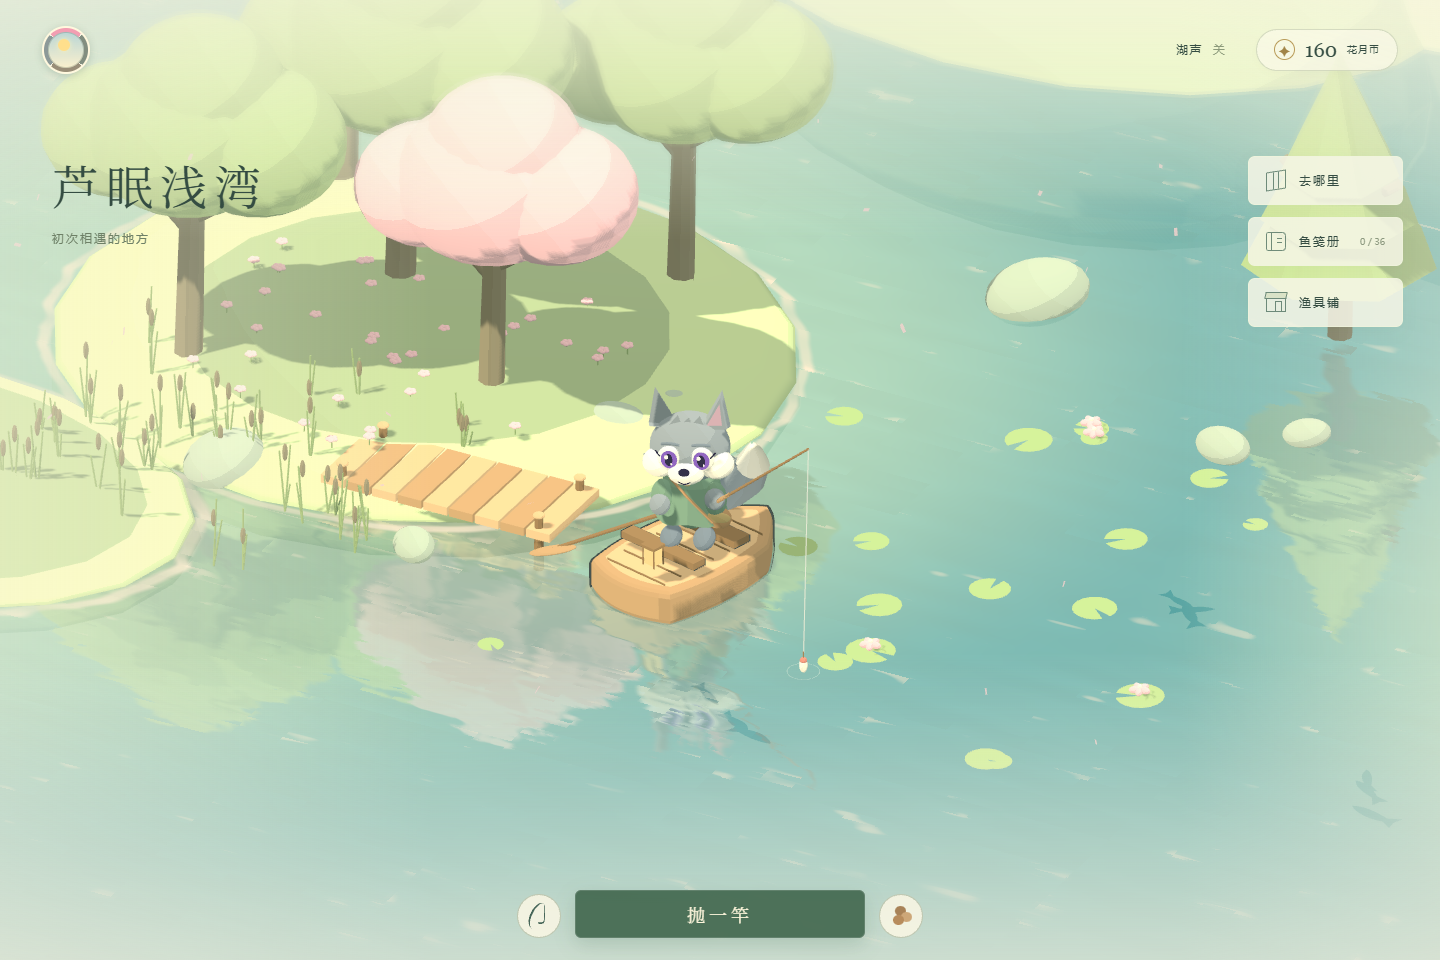 湖声 关
160 花月币
芦眠浅湾
初次相遇的地方
去哪里
鱼笺册 0 / 36
渔具铺
抛一竿